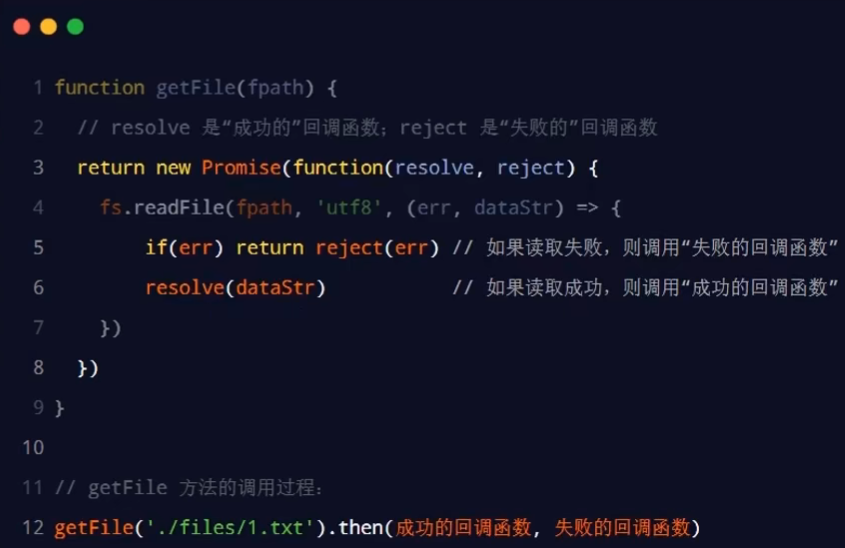 1 function getFile(fpath) {
2 // resolve 是“成功的”回调函数；reject 是“失败的”回调函数
3 return new Promise(function(resolve, reject) {
4 fs.readFile(fpath, 'utf8', (err, dataStr) => {
5 if(err) return reject(err) // 如果读取失败，则调用“失败的回调函数”
6 resolve(dataStr) // 如果读取成功，则调用“成功的回调函数”
7 })
8 })
9 }
10
11 // getFile 方法的调用过程：
12 getFile('./files/1.txt').then(成功的回调函数, 失败的回调函数)